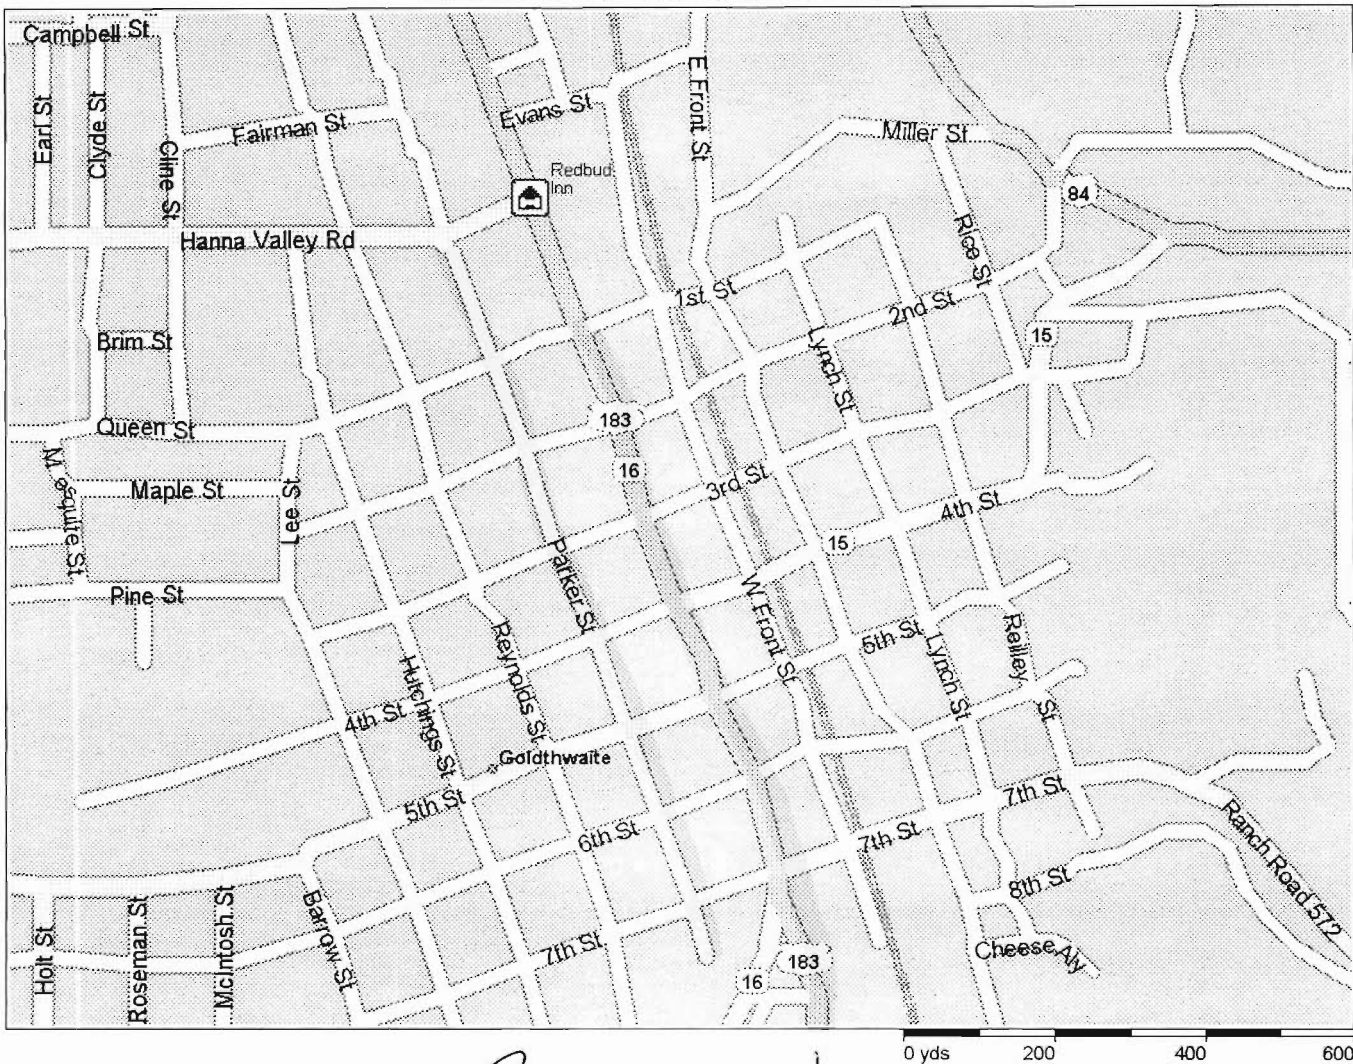 Campbell St
Earl St
Clyde St
Cline St
Fairman St
Evans St
E Front St
Miller St
Redbud
Inn
84
Hanna Valley Rd
Rice St
1st St
2nd St
Brim St
Lynch St
15
Queen St
183
16
Mesquite St
Maple St
Lee St
3rd St
4th St
15
Pine St
Parker St
W Front St
5th St
Reynolds St
Hutchings St
Lynch St
Reilley St
4th St
Goldthwaite
5th St
6th St
7th St
7th St
Ranch Road 572
8th St
Barrow St
Holt St
Roseman St
McIntosh St
7th St
Cheese Aly
183
16
0 yds
200
400
600